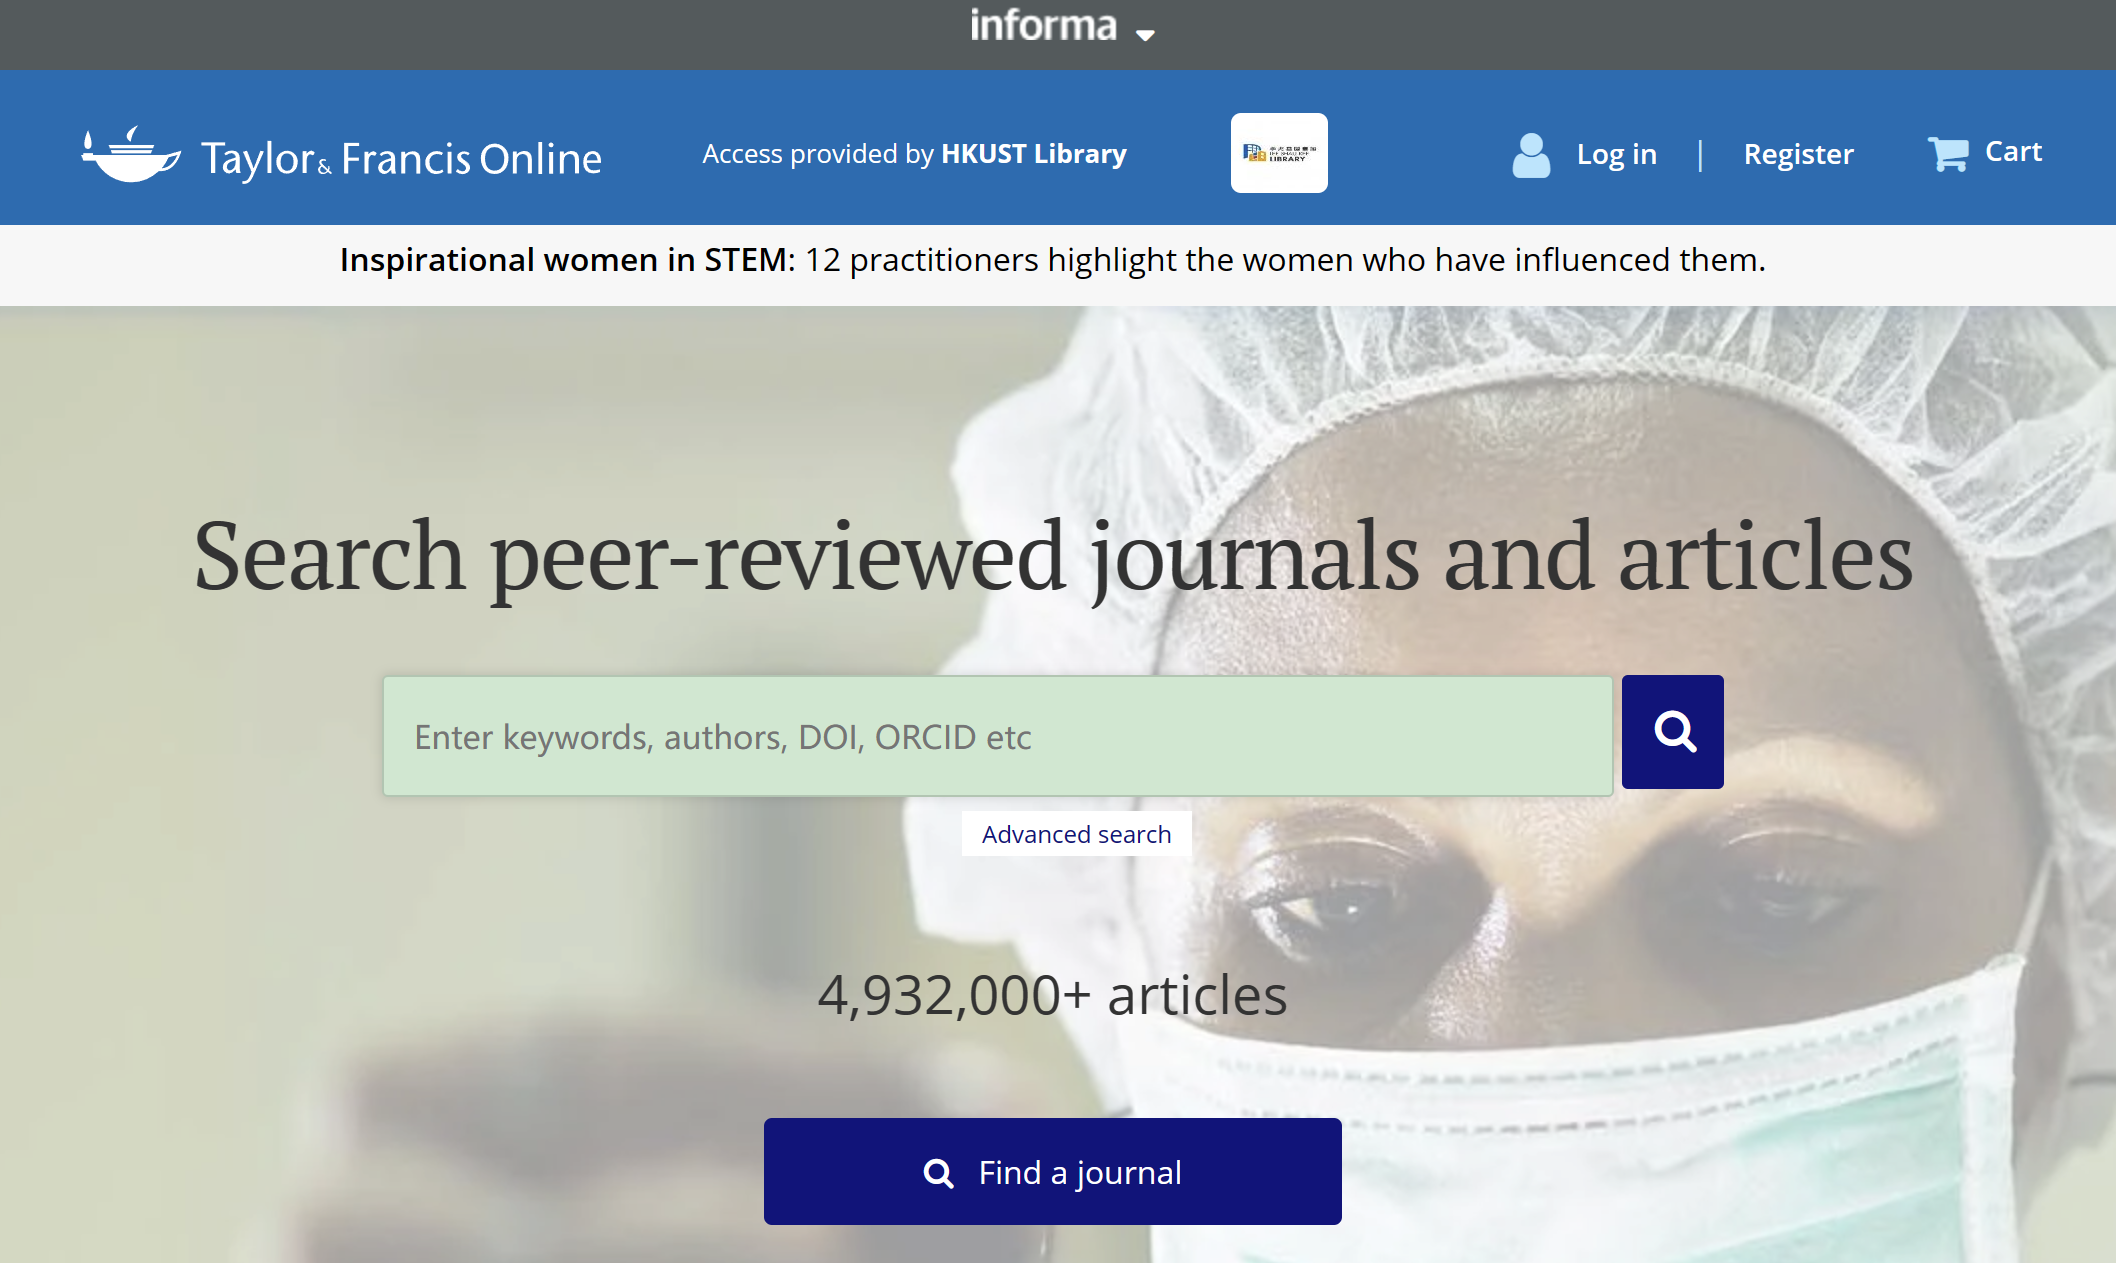 informa
Taylor & Francis Online
Access provided by HKUST Library
LIBRARY
Log in | Register
Cart
Inspirational women in STEM: 12 practitioners highlight the women who have influenced them.
Search peer-reviewed journals and articles
Enter keywords, authors, DOI, ORCID etc
Advanced search
4,932,000+ articles
Find a journal